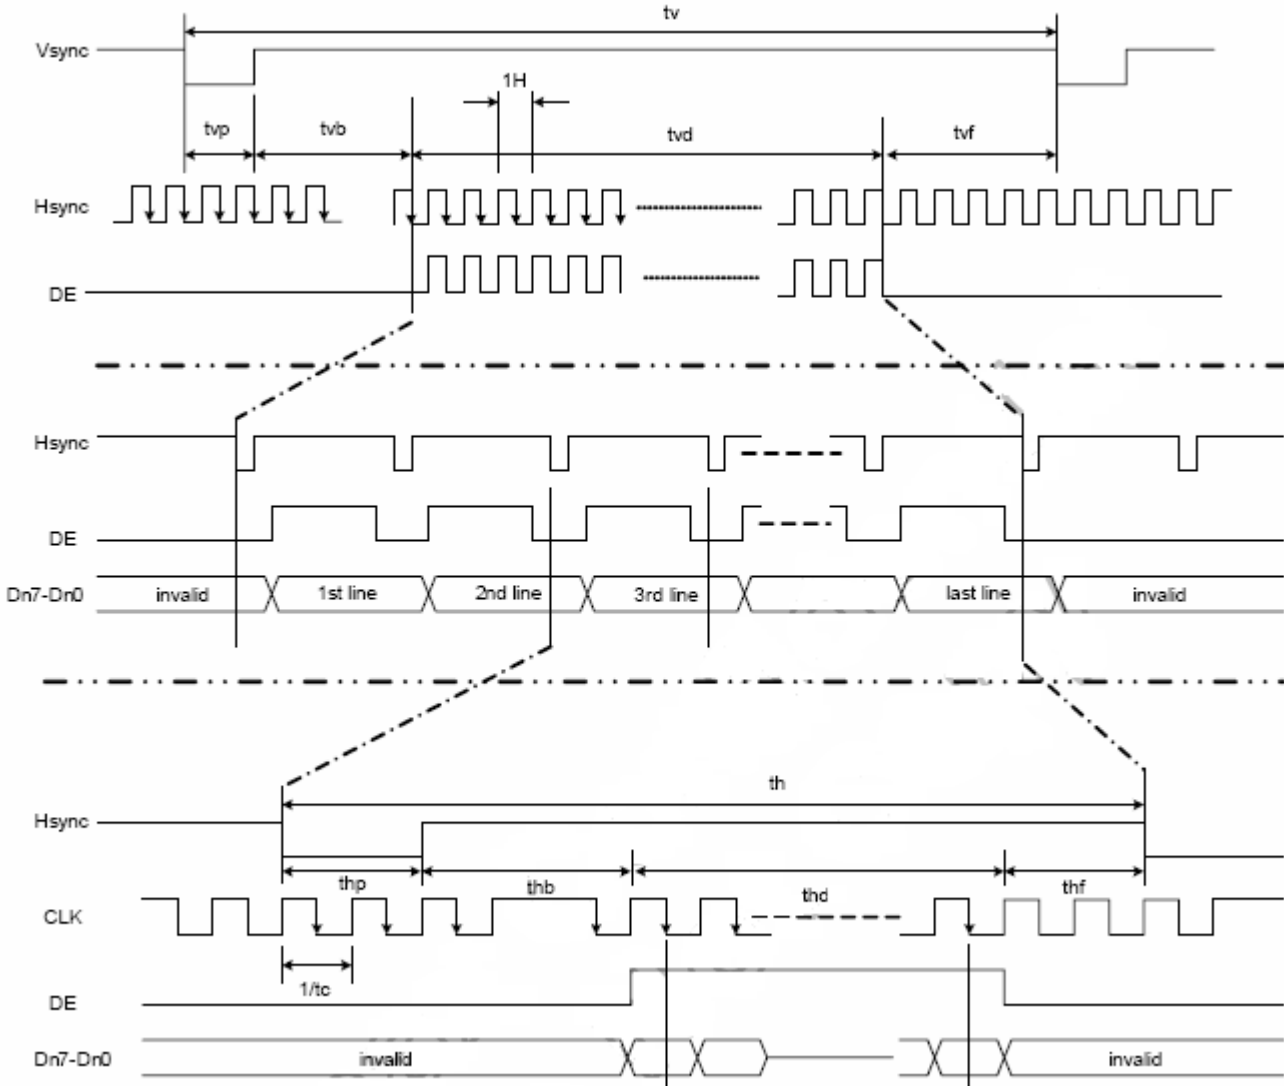 tv
Vsync
1H
tvp
tvb
tvd
tvf
Hsync
DE
Hsync
DE
Dn7-Dn0
invalid
1st line
2nd line
3rd line
last line
invalid
th
Hsync
thp
thb
thd
thf
CLK
1/tc
DE
Dn7-Dn0
invalid
invalid